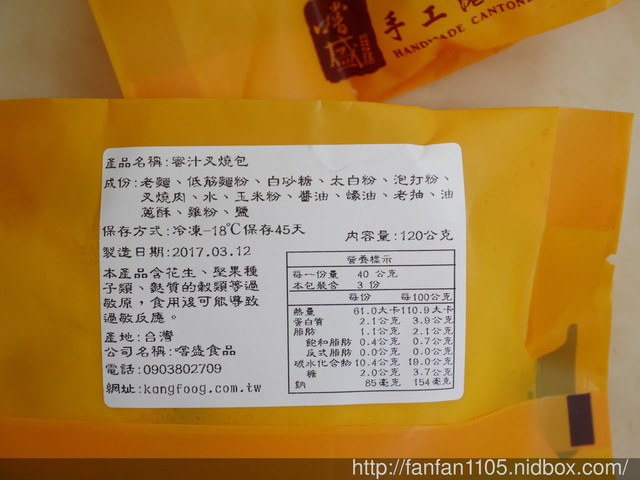 嚐盛
手工港
HANDMADE CANTONE
產品名稱:蜜汁叉燒包
成份:老麵、低筋麵粉、白砂糖、太白粉、泡打粉、
叉燒肉、水、玉米粉、醬油、蠔油、老抽、油
蔥酥、雞粉、鹽
保存方式:冷凍-18℃保存45天
內容量:120公克
製造日期:2017.03.12
本產品含花生、堅果種
子類、麩質的穀類等過
敏原,食用後可能導致
過敏反應。
產地:台灣
公司名稱:嚐盛食品
電話:0903802709
網址:kangfoog.com.tw
營養標示
每一份量 40 公克
本包裝含 3 份
每份 每100公克
熱量 61.0大卡 110.9大卡
蛋白質 2.1公克 3.9公克
脂肪 1.1公克 2.1公克
飽和脂肪 0.4公克 0.7公克
反式脂肪 0.0公克 0.0公克
碳水化合物 10.4公克 19.0公克
糖 2.0公克 3.7公克
鈉 85毫克 154毫克
http://fanfan1105.nidbox.com/